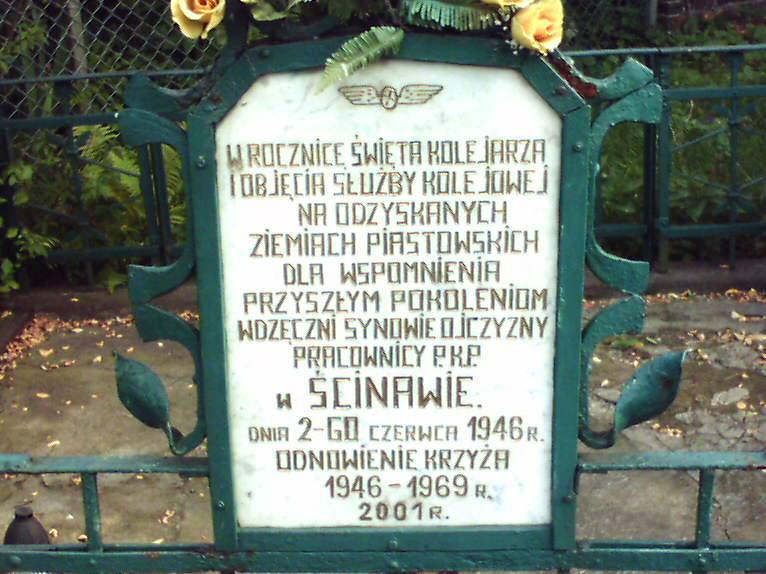 W ROCZNICĘ ŚWIĘTA KOLEJARZA
I OBJĘCIA SŁUŻBY KOLEJOWEJ
NA ODZYSKANYCH
ZIEMIACH PIASTOWSKICH
DLA WSPOMNIENIA
PRZYSZŁYM POKOLENIOM
WDZĘCZNI SYNOWIE OJCZYZNY
PRACOWNICY P.K.P.
W ŚCINAWIE.
DNIA 2-GO CZERWCA 1946 R.
ODNOWIENIE KRZYŻA
1946 - 1969 R.
2001 R.